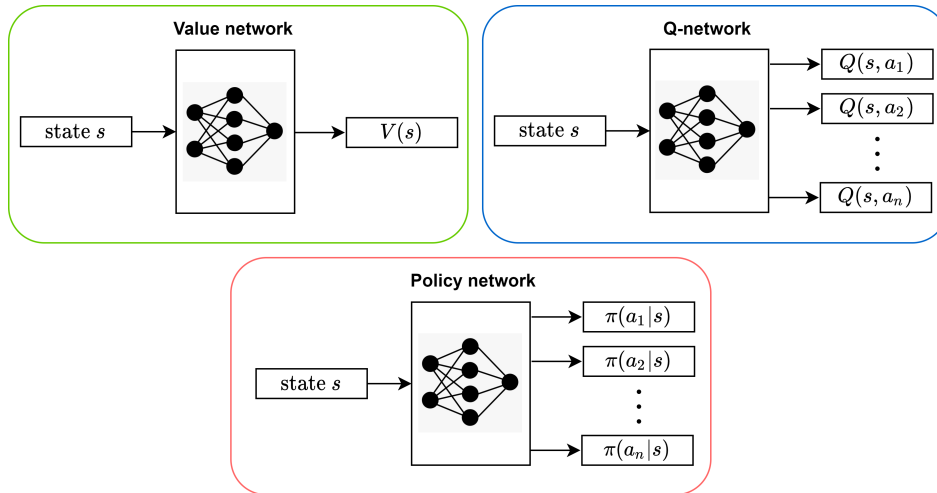 Value network
state s
V(s)
Q-network
state s
Q(s, a₁)
Q(s, a₂)
⋮
Q(s, aₙ)
Policy network
state s
π(a₁|s)
π(a₂|s)
⋮
π(aₙ|s)